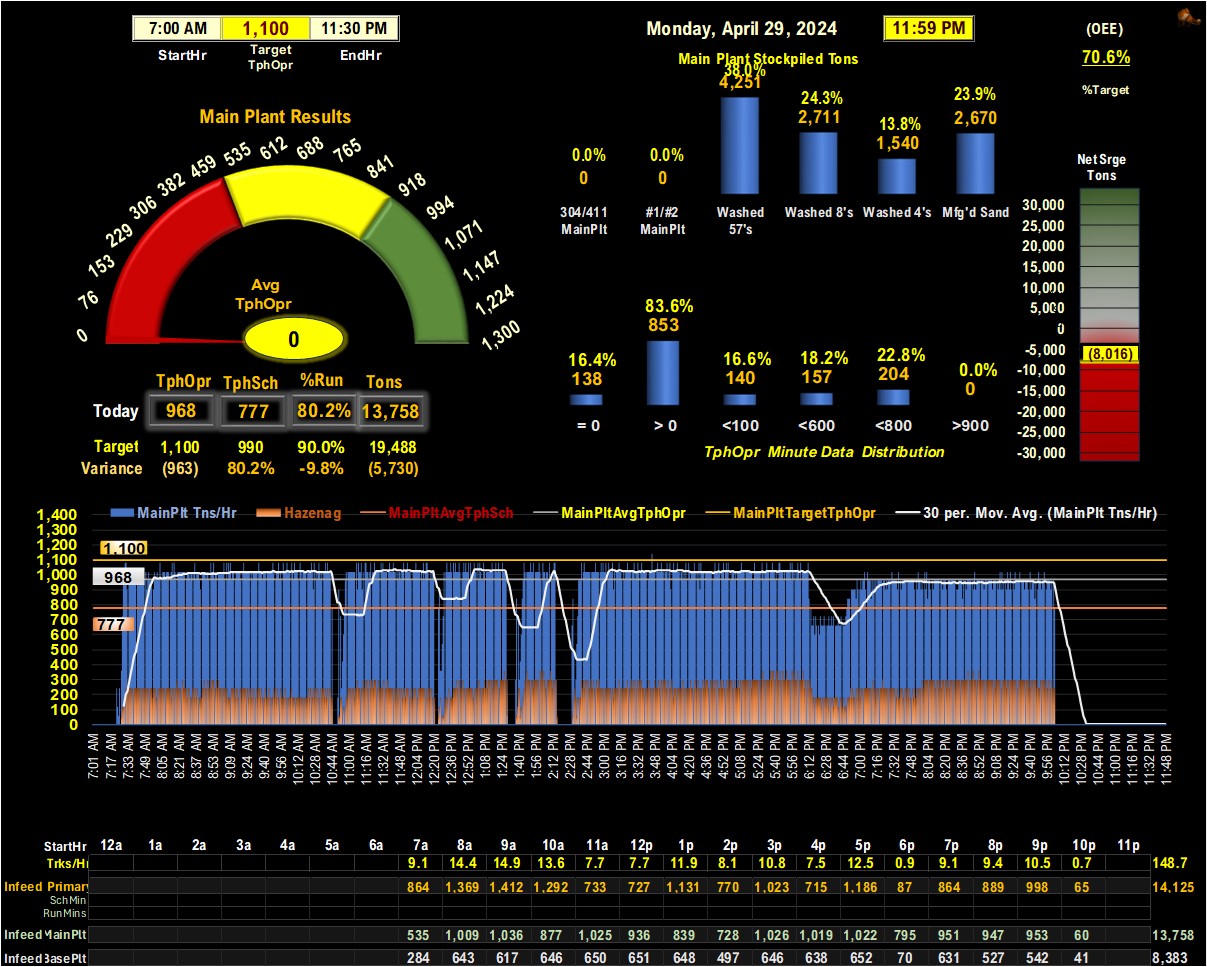 7:00 AM 1,100 11:30 PM
StartHr Target TphOpr EndHr
Monday, April 29, 2024 11:59 PM
(OEE)
70.6%
%Target
Main Plant Stockpiled Tons
38.0% 24.3% 13.8% 23.9%
4,251 2,711 1,540 2,670
0.0% 0.0%
0 0
304/411 MainPlt #1/#2 MainPlt Washed 57's Washed 8's Washed 4's Mfg'd Sand
Main Plant Results
0 76 153 229 306 382 459 535 612 688 765 841 918 994 1,071 1,147 1,224 1,300
Avg
TphOpr
0
NetSrge
Tons
30,000
25,000
20,000
15,000
10,000
5,000
0
-5,000
(8,016)
-10,000
-15,000
-20,000
-25,000
-30,000
16.4% 83.6% 16.6% 18.2% 22.8% 0.0%
138 853 140 157 204 0
= 0 > 0 <100 <600 <800 >900
TphOpr Minute Data Distribution
TphOpr TphSch %Run Tons
Today 968 777 80.2% 13,758
Target 1,100 990 90.0% 19,488
Variance (963) 80.2% -9.8% (5,730)
MainPlt Tns/Hr Hazenag MainPltAvgTphSch MainPltAvgTphOpr MainPltTargetTphOpr 30 per. Mov. Avg. (MainPlt Tns/Hr)
1,400
1,300
1,200
1,100
1,000
900
800
700
600
500
400
300
200
100
0
1,100
968
777
7:01 AM 7:17 AM 7:33 AM 7:49 AM 8:05 AM 8:21 AM 8:37 AM 8:53 AM 9:09 AM 9:24 AM 9:40 AM 9:56 AM 10:12 AM 10:28 AM 10:44 AM 11:00 AM 11:16 AM 11:32 AM 11:48 AM 12:04 PM 12:20 PM 12:36 PM 12:52 PM 1:08 PM 1:24 PM 1:40 PM 1:56 PM 2:12 PM 2:28 PM 2:44 PM 3:00 PM 3:16 PM 3:32 PM 3:48 PM 4:04 PM 4:20 PM 4:36 PM 4:52 PM 5:08 PM 5:24 PM 5:40 PM 5:56 PM 6:12 PM 6:28 PM 6:44 PM 7:00 PM 7:16 PM 7:32 PM 7:48 PM 8:04 PM 8:20 PM 8:36 PM 8:52 PM 9:08 PM 9:24 PM 9:40 PM 9:56 PM 10:12 PM 10:28 PM 10:44 PM 11:00 PM 11:16 PM 11:32 PM 11:48 PM
StartHr 12a 1a 2a 3a 4a 5a 6a 7a 8a 9a 10a 11a 12p 1p 2p 3p 4p 5p 6p 7p 8p 9p 10p 11p
Trks/Hr 9.1 14.4 14.9 13.6 7.7 7.7 11.9 8.1 10.8 7.5 12.5 0.9 9.1 9.4 10.5 0.7 148.7
Infeed Primary 864 1,369 1,412 1,292 733 727 1,131 770 1,023 715 1,186 87 864 889 998 65 14,125
SchMin
RunMins
Infeed MainPlt 535 1,009 1,036 877 1,025 936 839 728 1,026 1,019 1,022 795 951 947 953 60 13,758
Infeed BasePlt 284 643 617 646 650 651 648 497 646 638 652 70 631 527 542 41 8,383